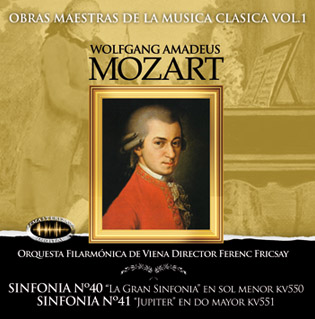 OBRAS MAESTRAS DE LA MUSICA CLASICA VOL.1
WOLFGANG AMADEUS
MOZART
ORQUESTA FILARMÓNICA DE VIENA DIRECTOR FERENC FRICSAY
SINFONIA Nº40 "LA GRAN SINFONIA" EN SOL MENOR KV550
SINFONIA Nº41 "JUPITER" EN DO MAYOR KV551